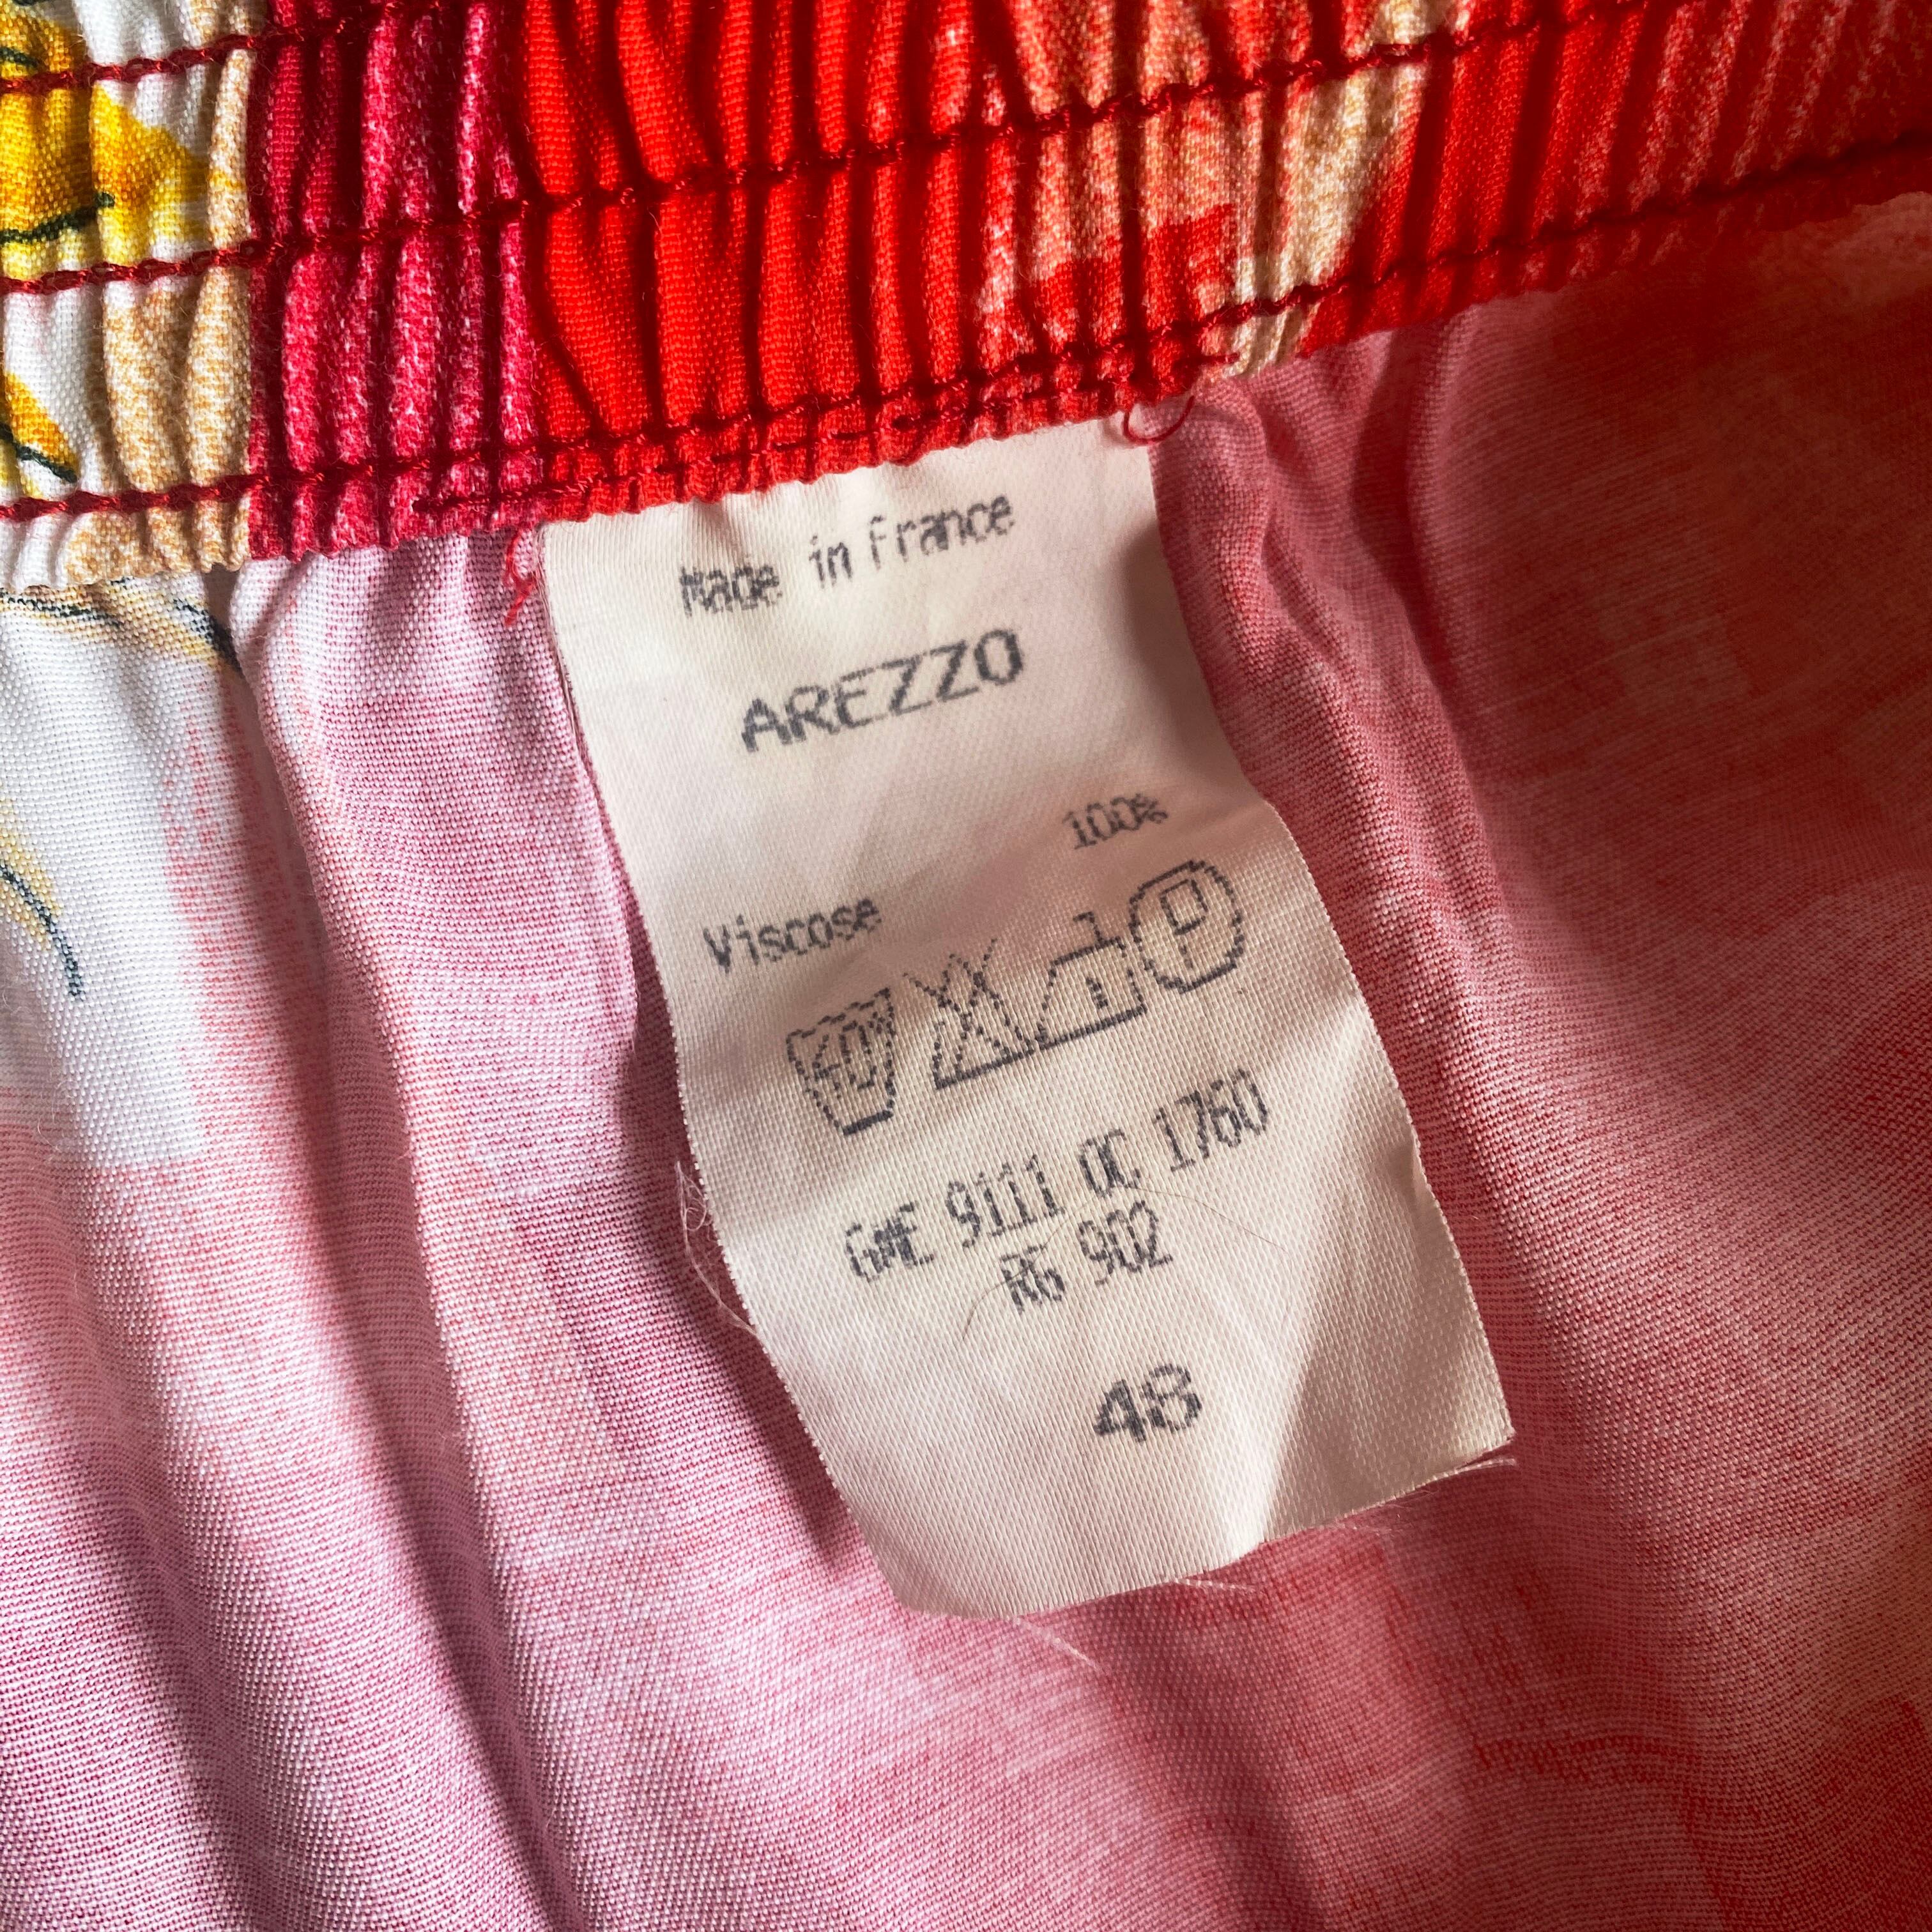 Made in France
AREZZO
100%
Viscose
40 P
GME 9111 OC 1760
RG 902
48